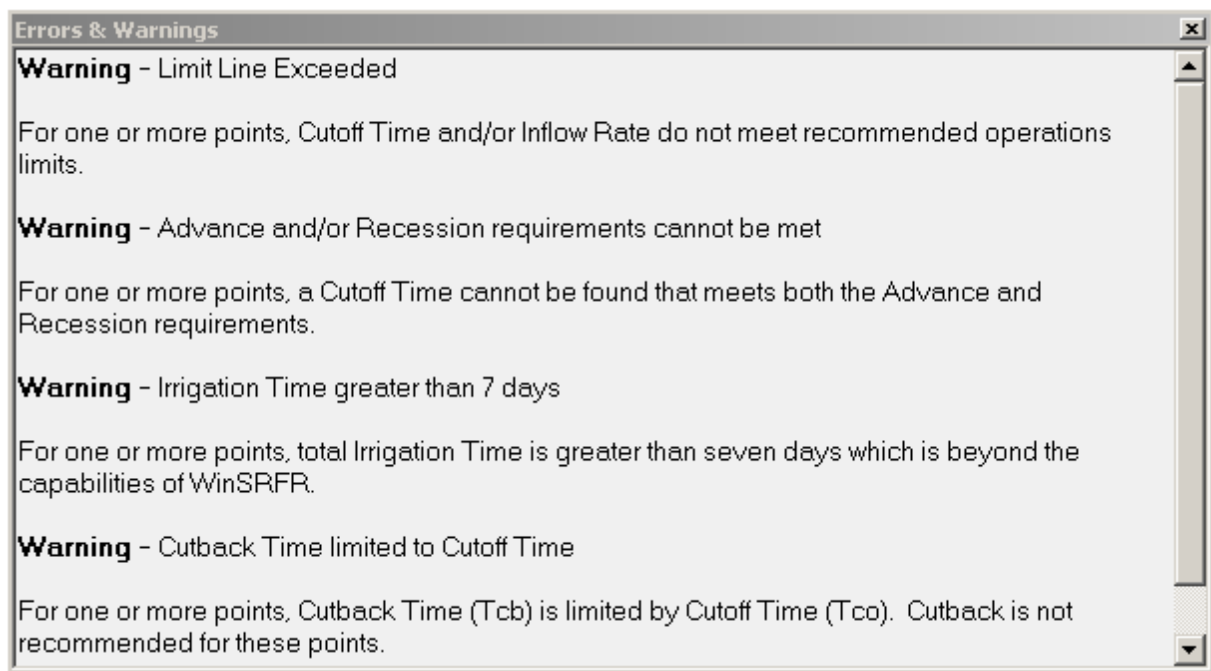 Errors & Warnings
Warning - Limit Line Exceeded
For one or more points, Cutoff Time and/or Inflow Rate do not meet recommended operations
limits.
Warning - Advance and/or Recession requirements cannot be met
For one or more points, a Cutoff Time cannot be found that meets both the Advance and
Recession requirements.
Warning - Irrigation Time greater than 7 days
For one or more points, total Irrigation Time is greater than seven days which is beyond the
capabilities of WinSRFR.
Warning - Cutback Time limited to Cutoff Time
For one or more points, Cutback Time (Tcb) is limited by Cutoff Time (Tco).  Cutback is not
recommended for these points.